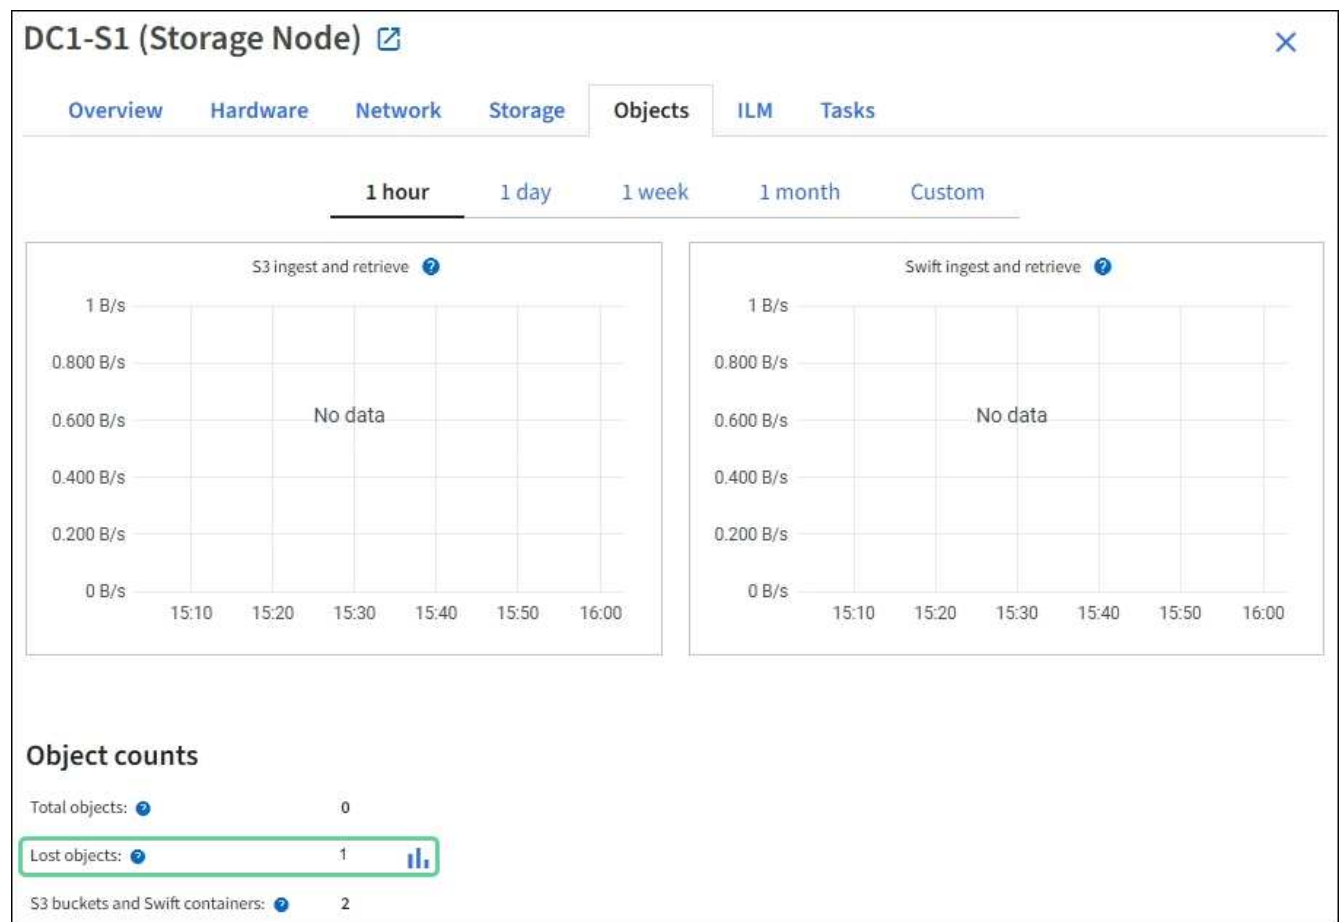 DC1-S1 (Storage Node)
Overview Hardware Network Storage Objects ILM Tasks
1 hour 1 day 1 week 1 month Custom
S3 ingest and retrieve
1 B/s
0.800 B/s
0.600 B/s
0.400 B/s
0.200 B/s
0 B/s
No data
15:10 15:20 15:30 15:40 15:50 16:00
Swift ingest and retrieve
1 B/s
0.800 B/s
0.600 B/s
0.400 B/s
0.200 B/s
0 B/s
No data
15:10 15:20 15:30 15:40 15:50 16:00
Object counts
Total objects: 0
Lost objects: 1
S3 buckets and Swift containers: 2